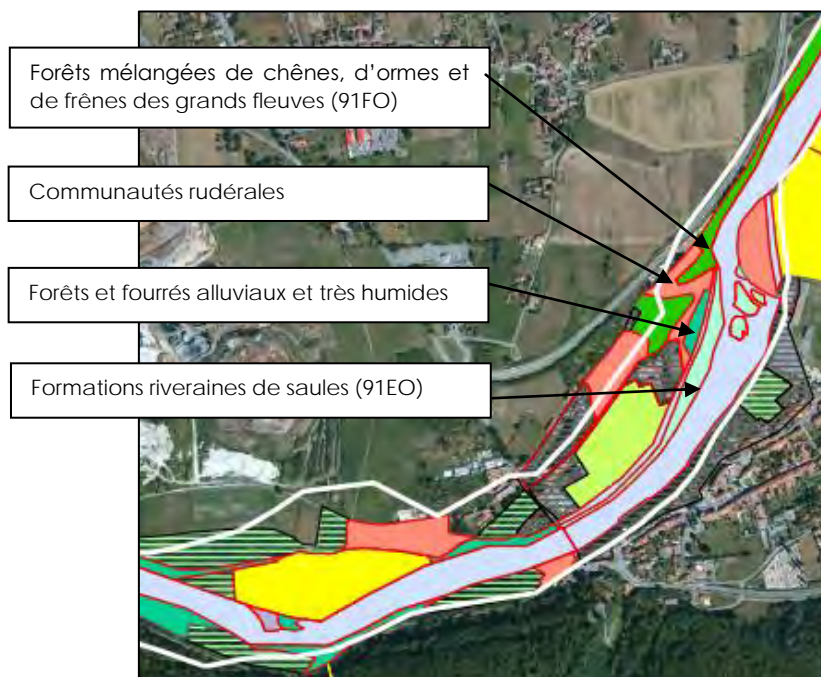 Forêts mélangées de chênes, d'ormes et
de frênes des grands fleuves (91FO)
Communautés rudérales
Forêts et fourrés alluviaux et très humides
Formations riveraines de saules (91EO)